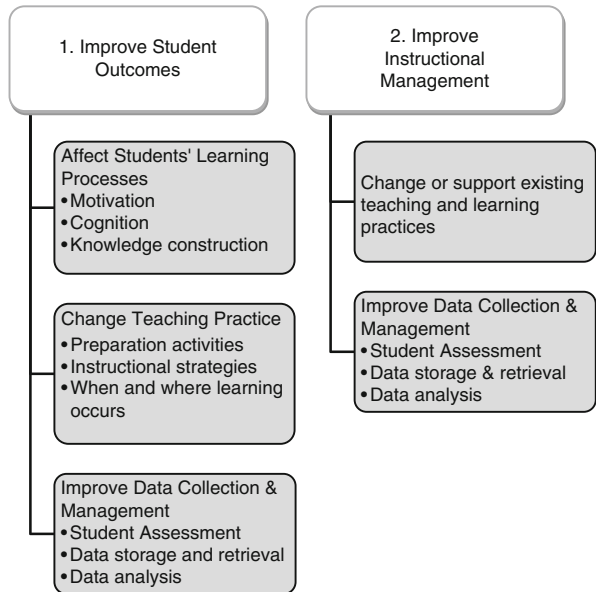 1. Improve Student
Outcomes
Affect Students' Learning
Processes
•Motivation
•Cognition
•Knowledge construction
Change Teaching Practice
•Preparation activities
•Instructional strategies
•When and where learning
occurs
Improve Data Collection &
Management
•Student Assessment
•Data storage and retrieval
•Data analysis
2. Improve
Instructional
Management
Change or support existing
teaching and learning
practices
Improve Data Collection &
Management
•Student Assessment
•Data storage & retrieval
•Data analysis